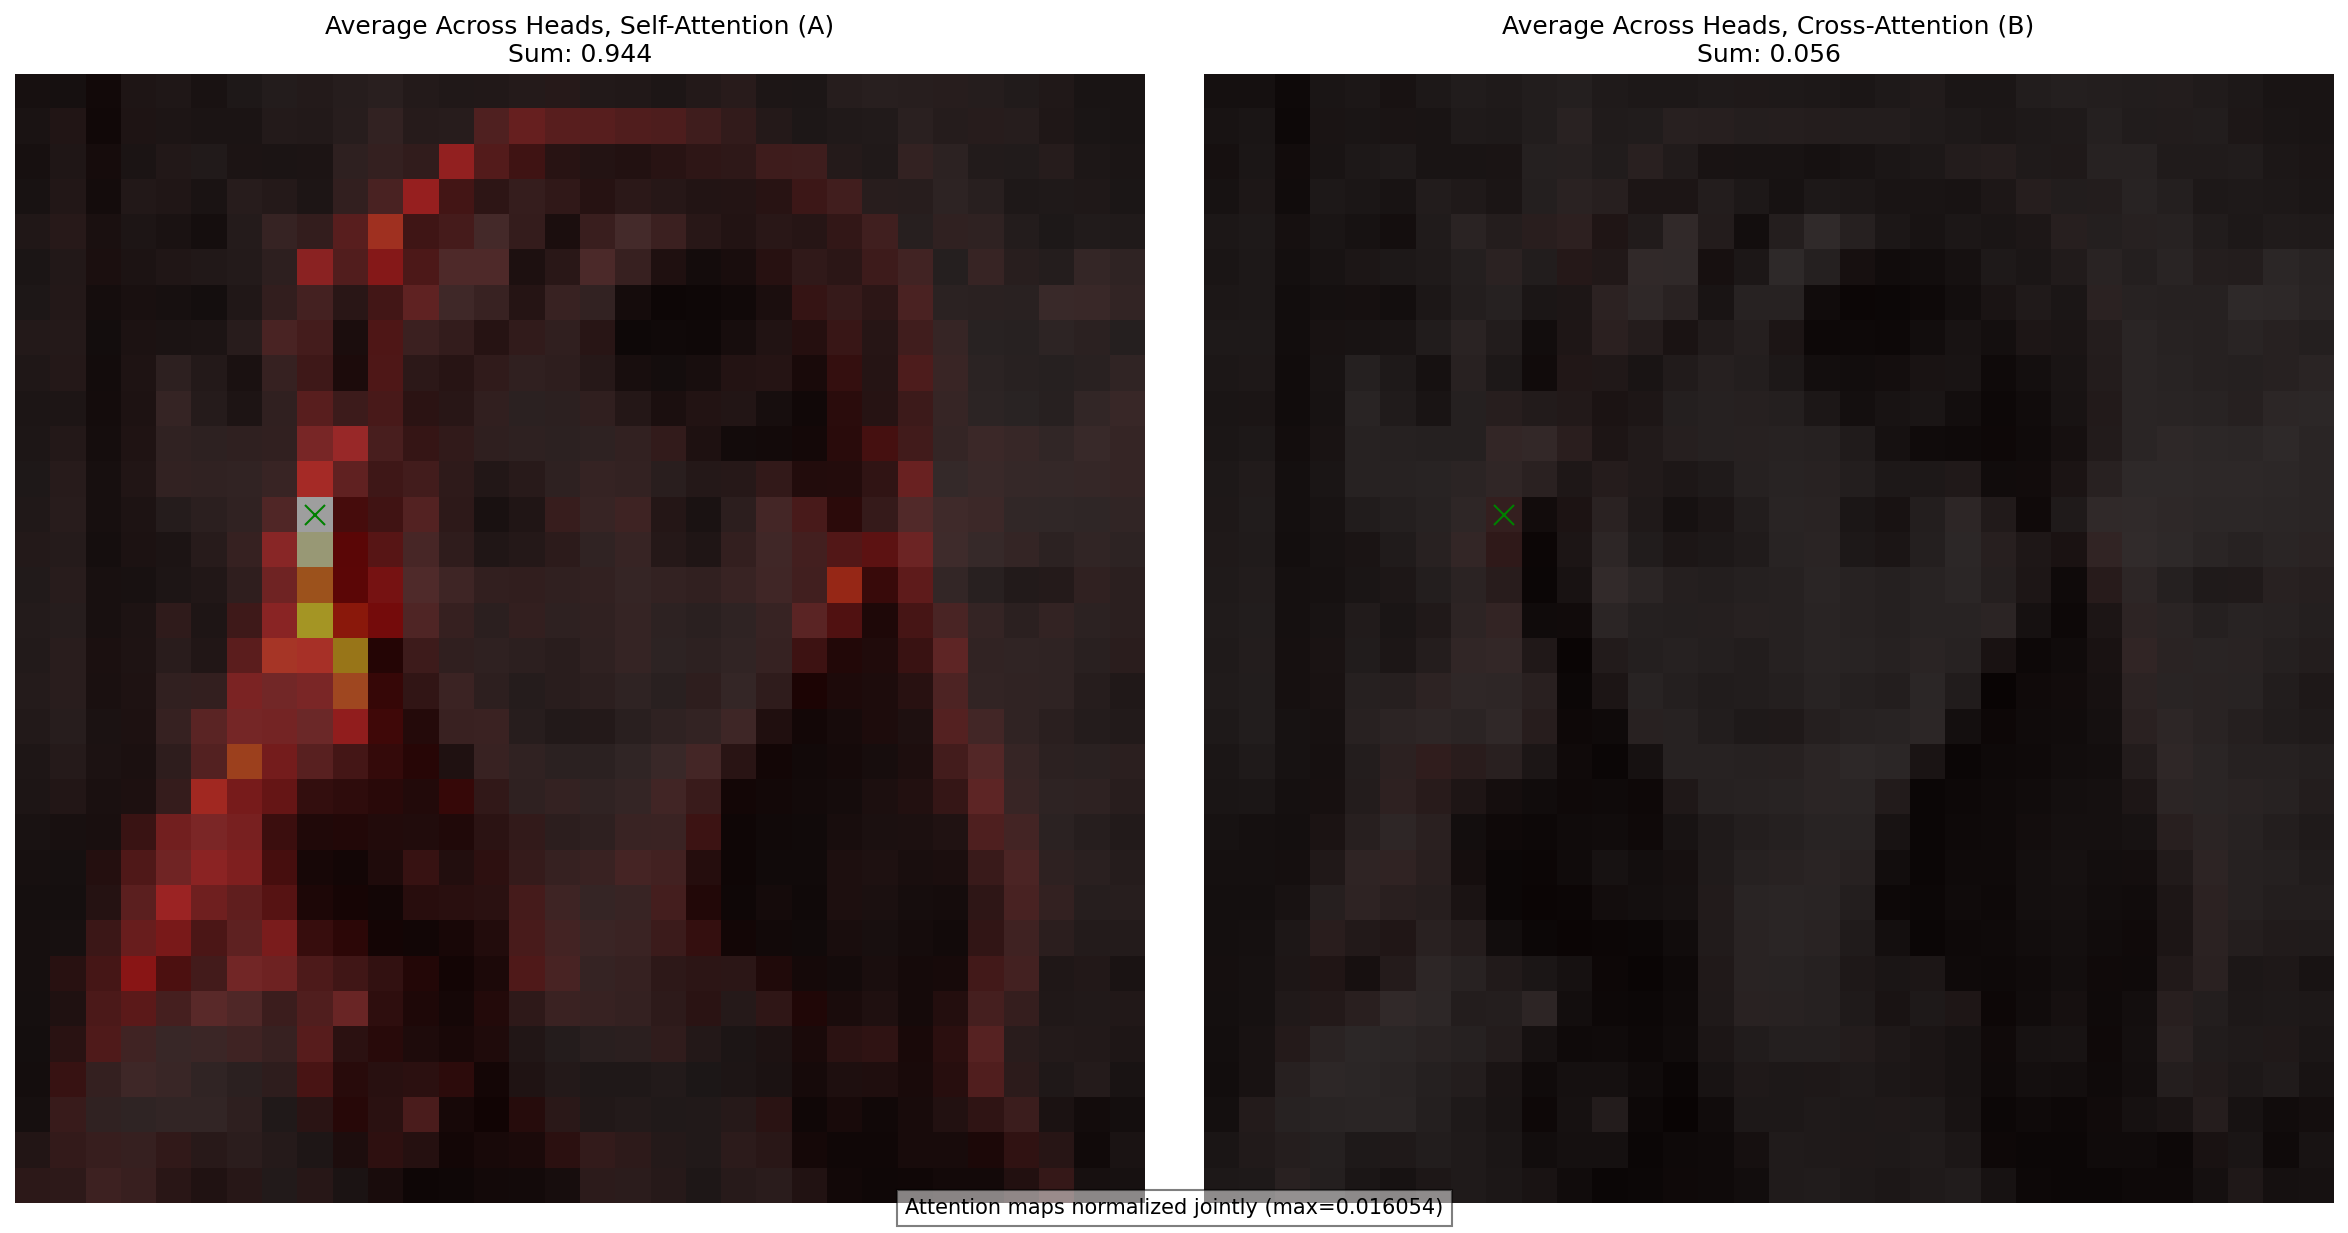 Average Across Heads, Self-Attention (A)
Sum: 0.944
Average Across Heads, Cross-Attention (B)
Sum: 0.056
Attention maps normalized jointly (max=0.016054)